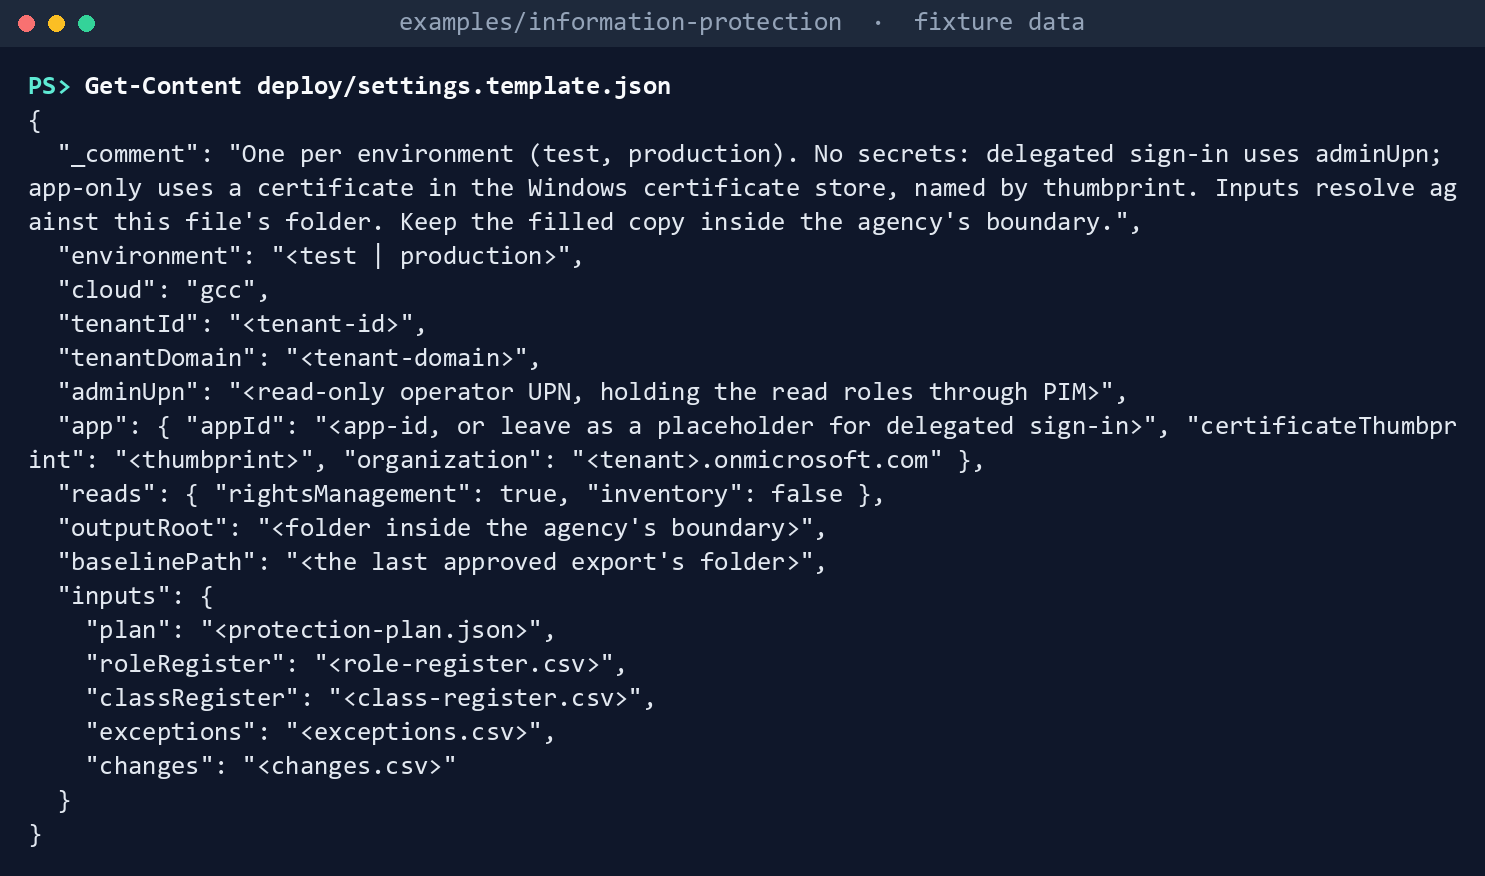 examples/information-protection · fixture data
PS> Get-Content deploy/settings.template.json
{
  "_comment": "One per environment (test, production). No secrets: delegated sign-in uses adminUpn;
app-only uses a certificate in the Windows certificate store, named by thumbprint. Inputs resolve ag
ainst this file's folder. Keep the filled copy inside the agency's boundary.",
  "environment": "<test | production>",
  "cloud": "gcc",
  "tenantId": "<tenant-id>",
  "tenantDomain": "<tenant-domain>",
  "adminUpn": "<read-only operator UPN, holding the read roles through PIM>",
  "app": { "appId": "<app-id, or leave as a placeholder for delegated sign-in>", "certificateThumbpr
int": "<thumbprint>", "organization": "<tenant>.onmicrosoft.com" },
  "reads": { "rightsManagement": true, "inventory": false },
  "outputRoot": "<folder inside the agency's boundary>",
  "baselinePath": "<the last approved export's folder>",
  "inputs": {
    "plan": "<protection-plan.json>",
    "roleRegister": "<role-register.csv>",
    "classRegister": "<class-register.csv>",
    "exceptions": "<exceptions.csv>",
    "changes": "<changes.csv>"
  }
}